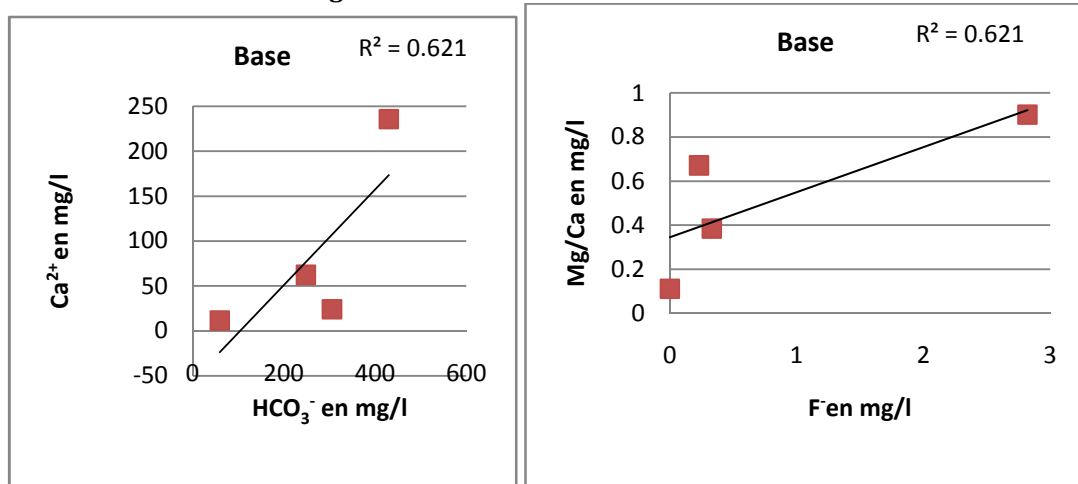 g
Base
R² = 0.621
250
200
150
100
50
0
-50
0 200 400 600
Ca²⁺ en mg/l
HCO₃⁻ en mg/l
Base
R² = 0.621
1
0.8
0.6
0.4
0.2
0
0 1 2 3
Mg/Ca en mg/l
F⁻en mg/l